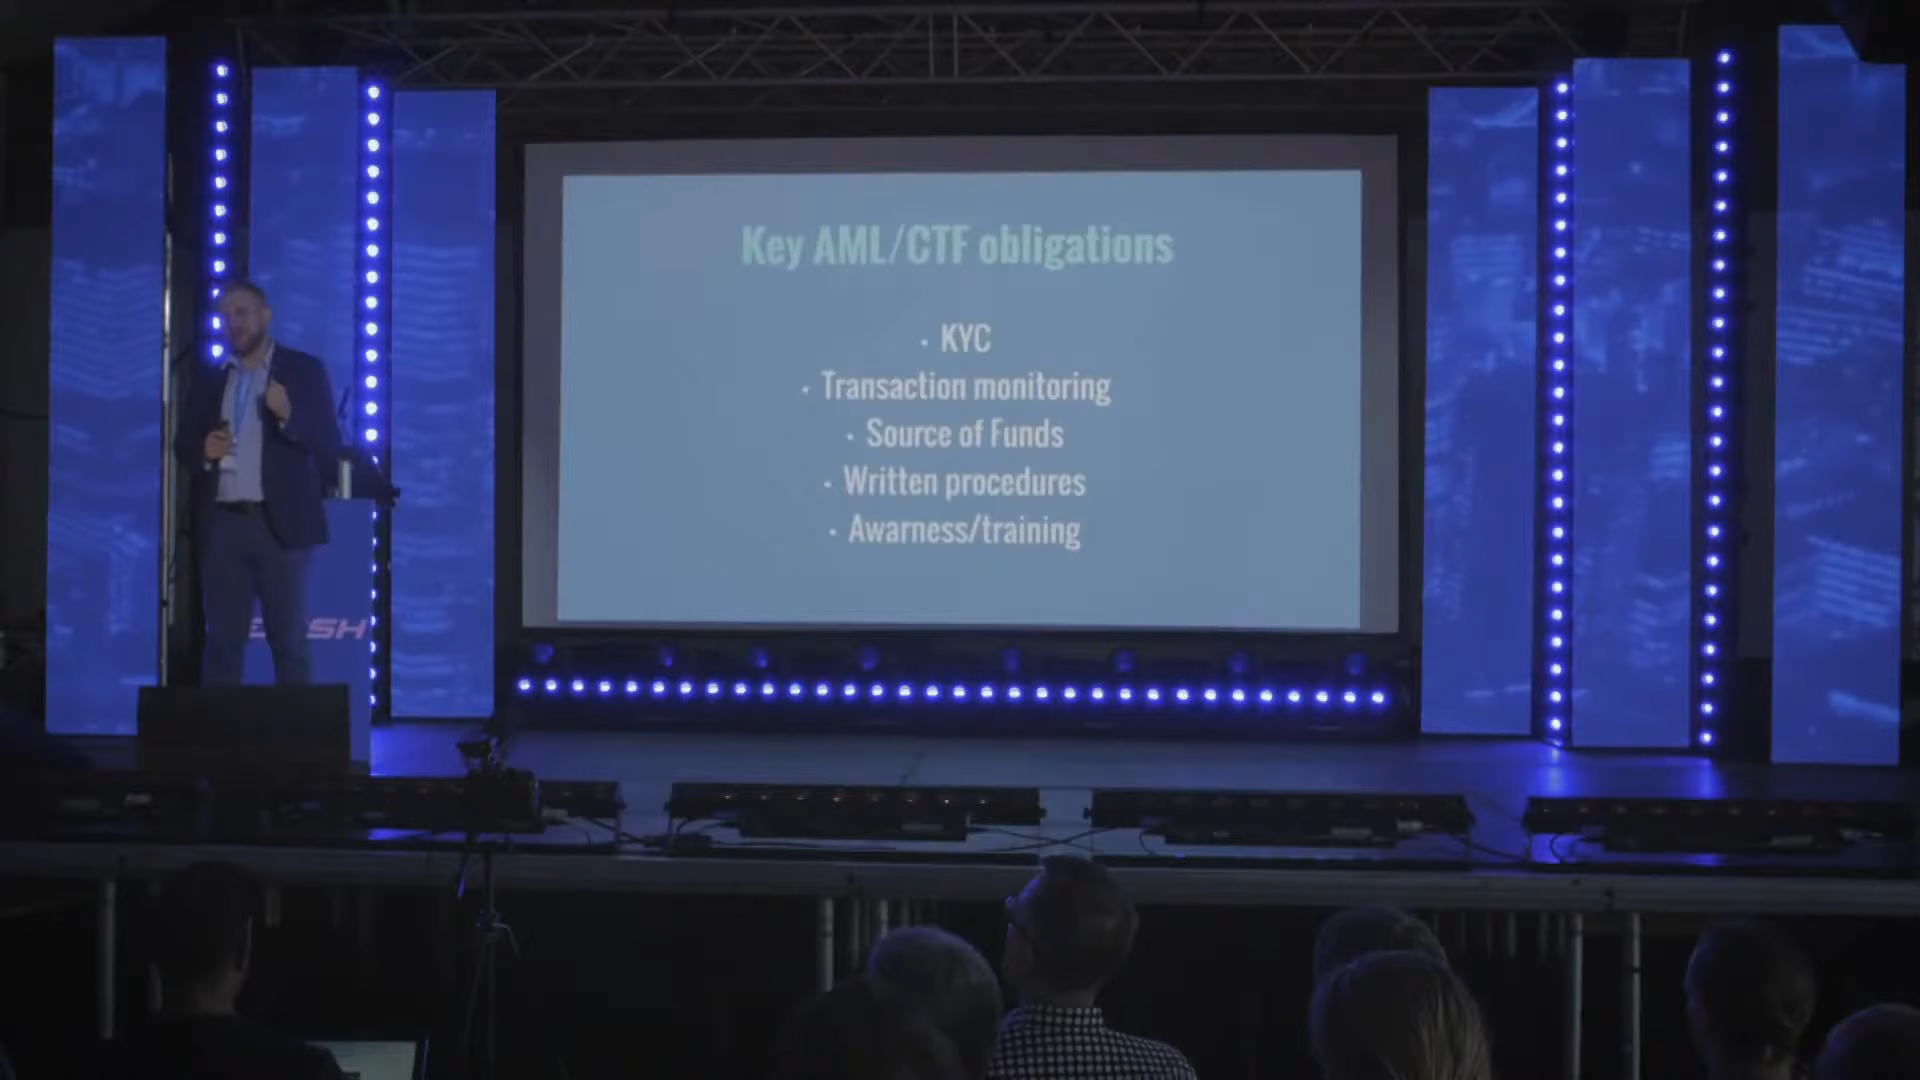 Key AML/CTF obligations
· KYC
· Transaction monitoring
· Source of Funds
· Written procedures
· Awarness/training